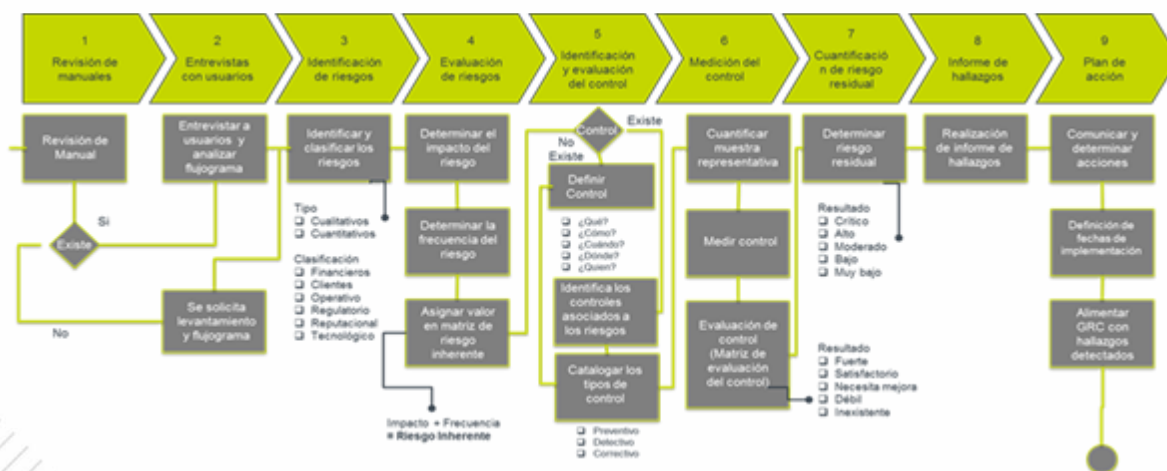 1
Revisión de
manuales
2
Entrevistas
con usuarios
3
Identificación
de riesgos
4
Evaluación
de riesgos
5
Identificación
y evaluación
del control
6
Medición del
control
7
Cuantificació
n de riesgo
residual
8
Informe de
hallazgos
9
Plan de
acción
Revisión de
Manual
Si
Existe
No
Entrevistar a
usuarios y
analizar
flujograma
Se solicita
levantamiento
y flujograma
Identificar y
clasificar los
riesgos
Tipo
Cualitativos
Cuantitativos
Clasificación
Financieros
Clientes
Operativo
Regulatorio
Reputacional
Tecnológico
Determinar el
impacto del
riesgo
Determinar la
frecuencia del
riesgo
Asignar valor
en matriz de
riesgo
inherente
Impacto + Frecuencia
= Riesgo Inherente
Control
Existe
No
Existe
Definir
Control
¿Qué?
¿Cómo?
¿Cuándo?
¿Dónde?
¿Quien?
Identifica los
controles
asociados a
los riesgos
Catalogar los
tipos de
control
Preventivo
Detectivo
Correctivo
Cuantificar
muestra
representativa
Medir control
Evaluación de
control
(Matriz de
evaluación
del control)
Determinar
riesgo
residual
Resultado
Crítico
Alto
Moderado
Bajo
Muy bajo
Resultado
Fuerte
Satisfactorio
Necesita mejora
Débil
Inexistente
Realización
de informe de
hallazgos
Comunicar y
determinar
acciones
Definición de
fechas de
implementación
Alimentar
GRC con
hallazgos
detectados